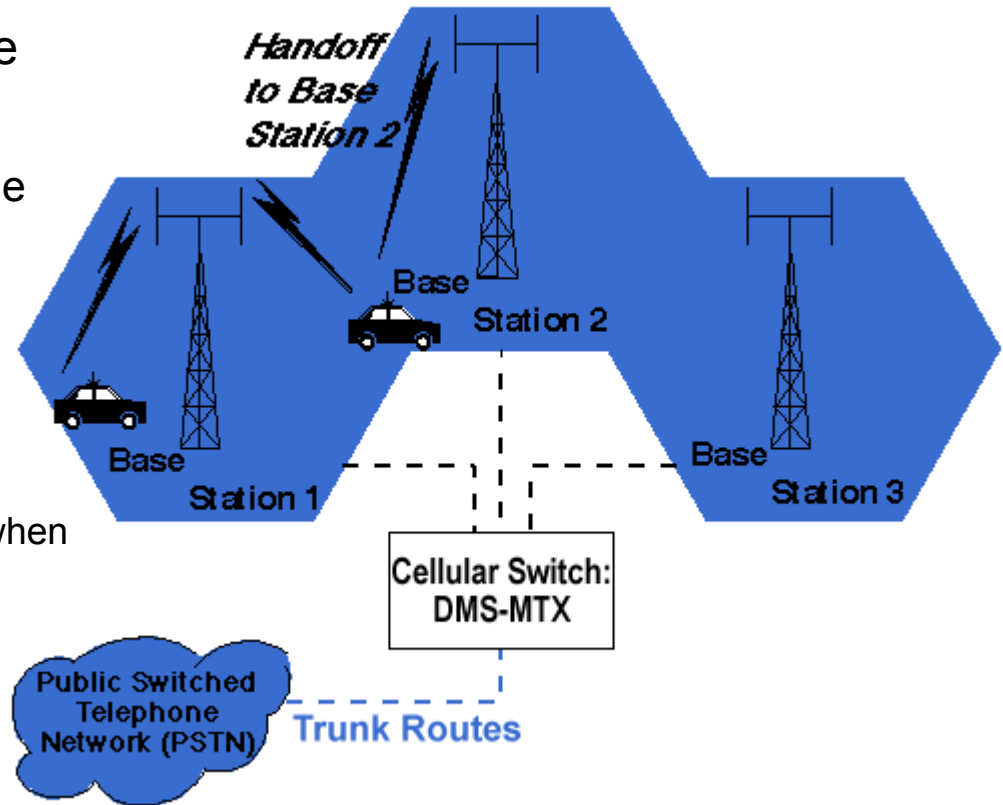 e
Handoff
to Base
Station 2
e
Base
Station 2
Base
Station 1
Base
Station 3
when
Cellular Switch:
DMS-MTX
Public Switched
Telephone
Network (PSTN)
Trunk Routes